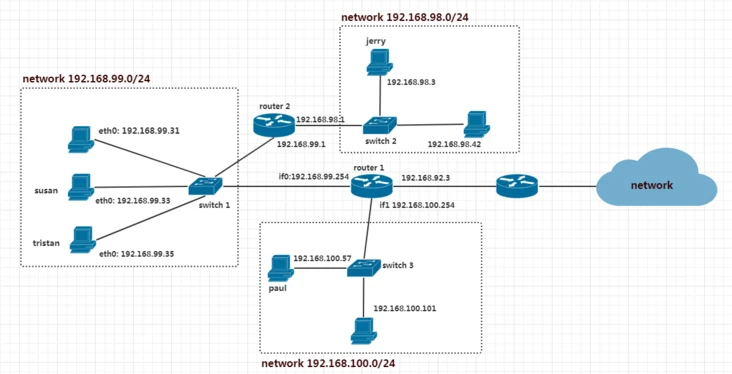 network 192.168.98.0/24
jerry
192.168.98.3
network 192.168.99.0/24
router 2
192.168.98.1
eth0: 192.168.99.31
switch 2
192.168.98.42
192.168.99.1
router 1
if0:192.168.99.254
192.168.92.3
network
susan
eth0: 192.168.99.33
switch 1
if1 192.168.100.254
tristan
eth0: 192.168.99.35
192.168.100.57
switch 3
paul
192.168.100.101
network 192.168.100.0/24